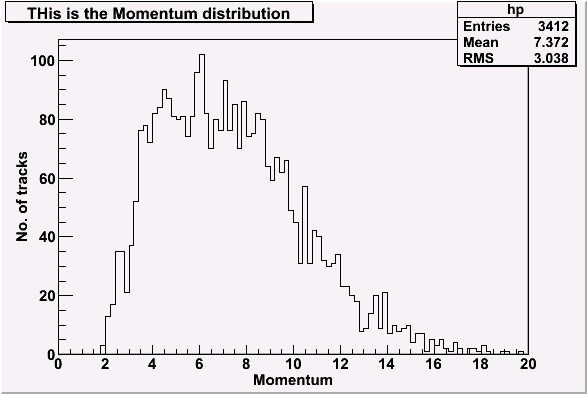 THis is the Momentum distribution
hp
Entries 3412
Mean 7.372
RMS 3.038
No. of tracks
100
80
60
40
20
0
0 2 4 6 8 10 12 14 16 18 20
Momentum